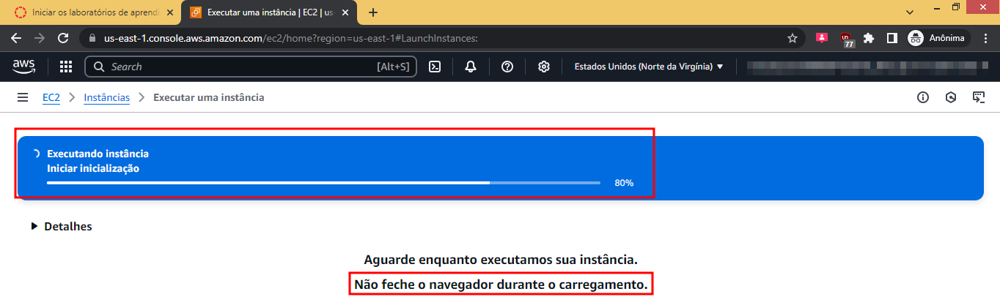 Iniciar os laboratórios de aprendi
Executar uma instância | EC2 | us-
us-east-1.console.aws.amazon.com/ec2/home?region=us-east-1#LaunchInstances:
77
Anônima
aws
Search
[Alt+S]
Estados Unidos (Norte da Virgínia)
EC2
Instâncias
Executar uma instância
Executando instância
Iniciar inicialização
80%
Detalhes
Aguarde enquanto executamos sua instância.
Não feche o navegador durante o carregamento.